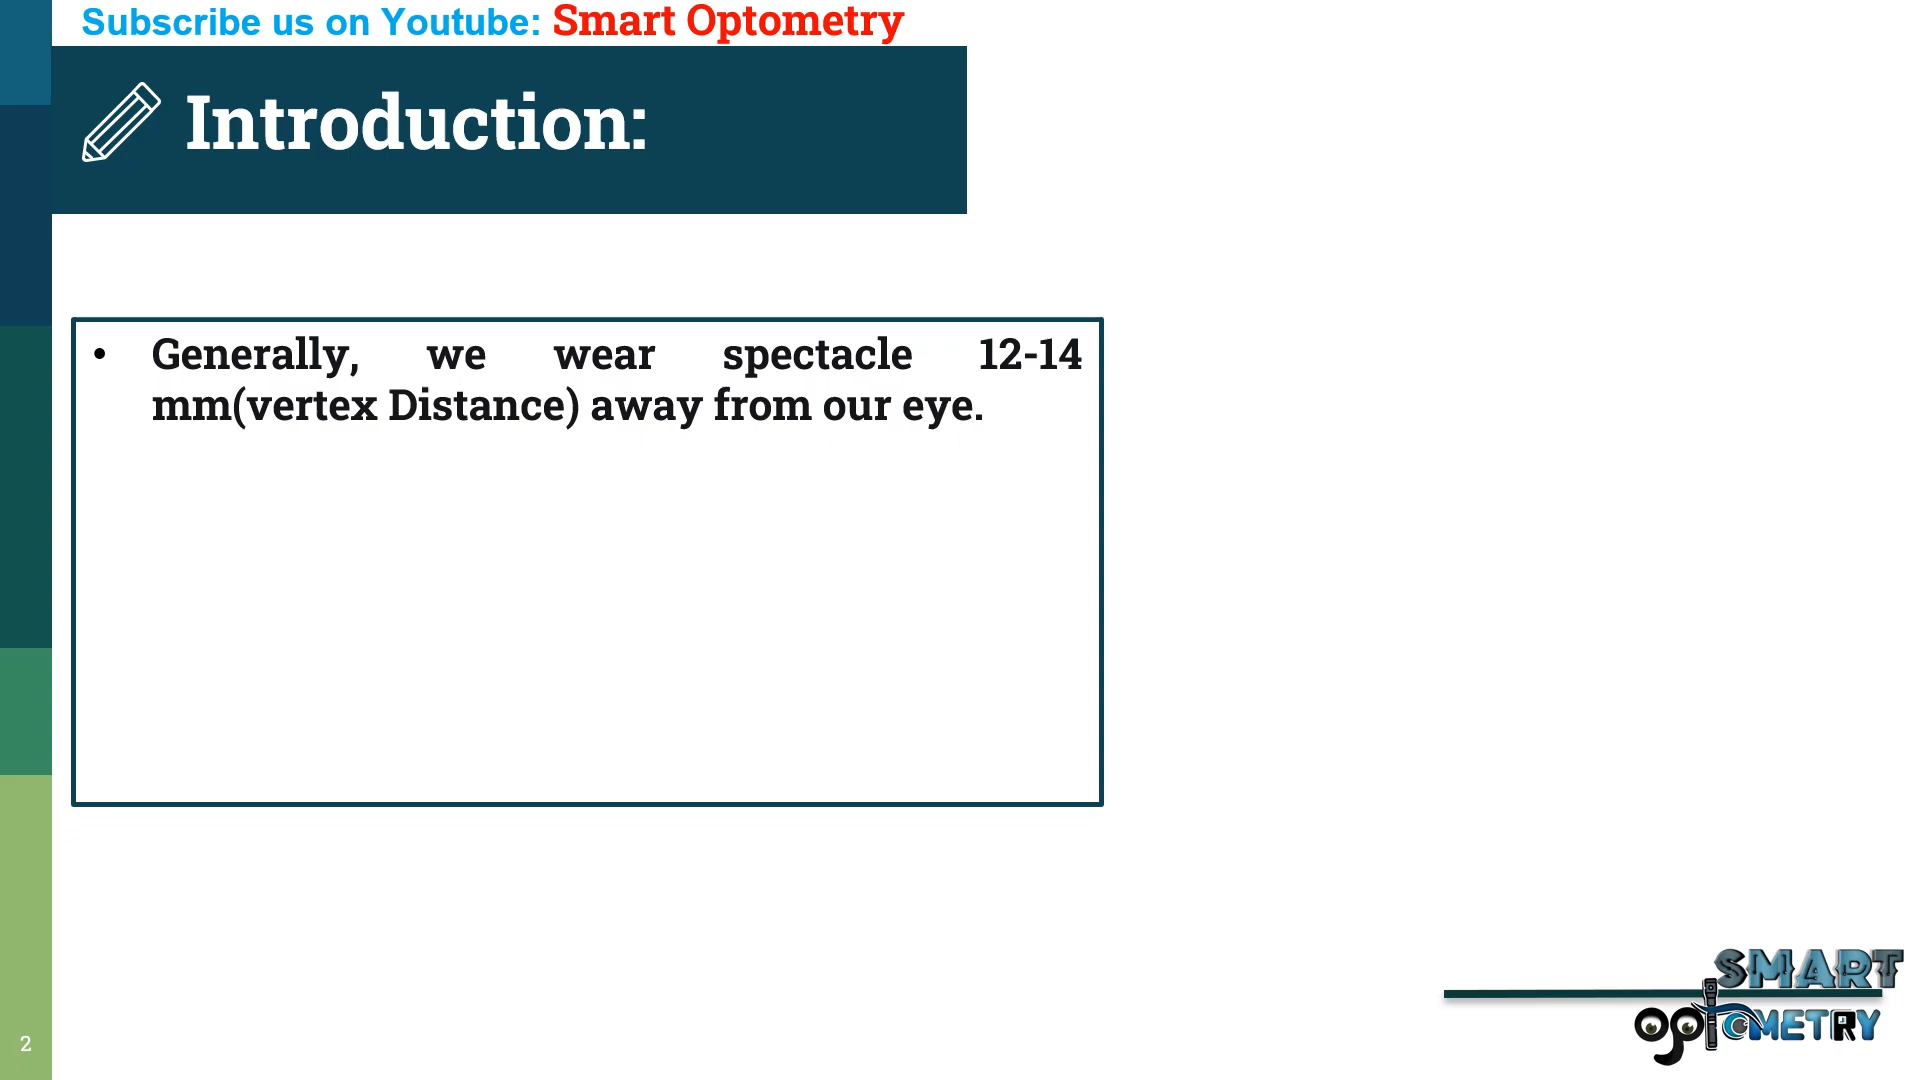 Subscribe us on Youtube: Smart Optometry
Introduction:
• Generally, we wear spectacle 12-14
mm(vertex Distance) away from our eye.
SMART
OptOMETRY
2